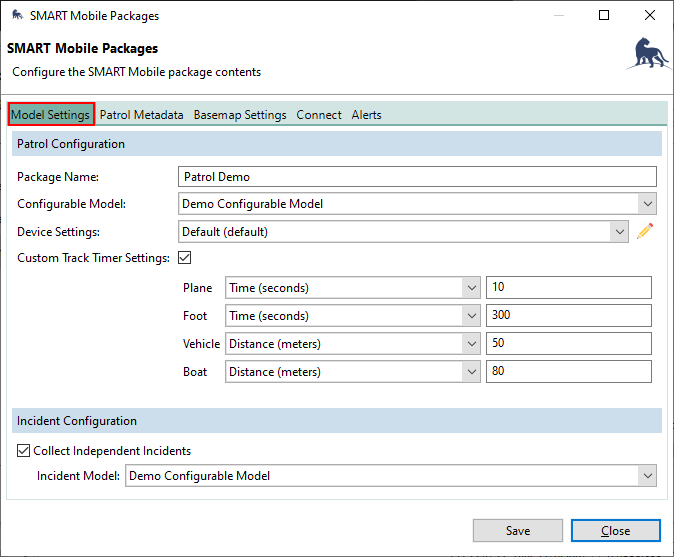 SMART Mobile Packages
SMART Mobile Packages
Configure the SMART Mobile package contents
Model Settings Patrol Metadata Basemap Settings Connect Alerts
Patrol Configuration
Package Name: Patrol Demo
Configurable Model: Demo Configurable Model
Device Settings: Default (default)
Custom Track Timer Settings:
Plane Time (seconds) 10
Foot Time (seconds) 300
Vehicle Distance (meters) 50
Boat Distance (meters) 80
Incident Configuration
Collect Independent Incidents
Incident Model: Demo Configurable Model
Save Close